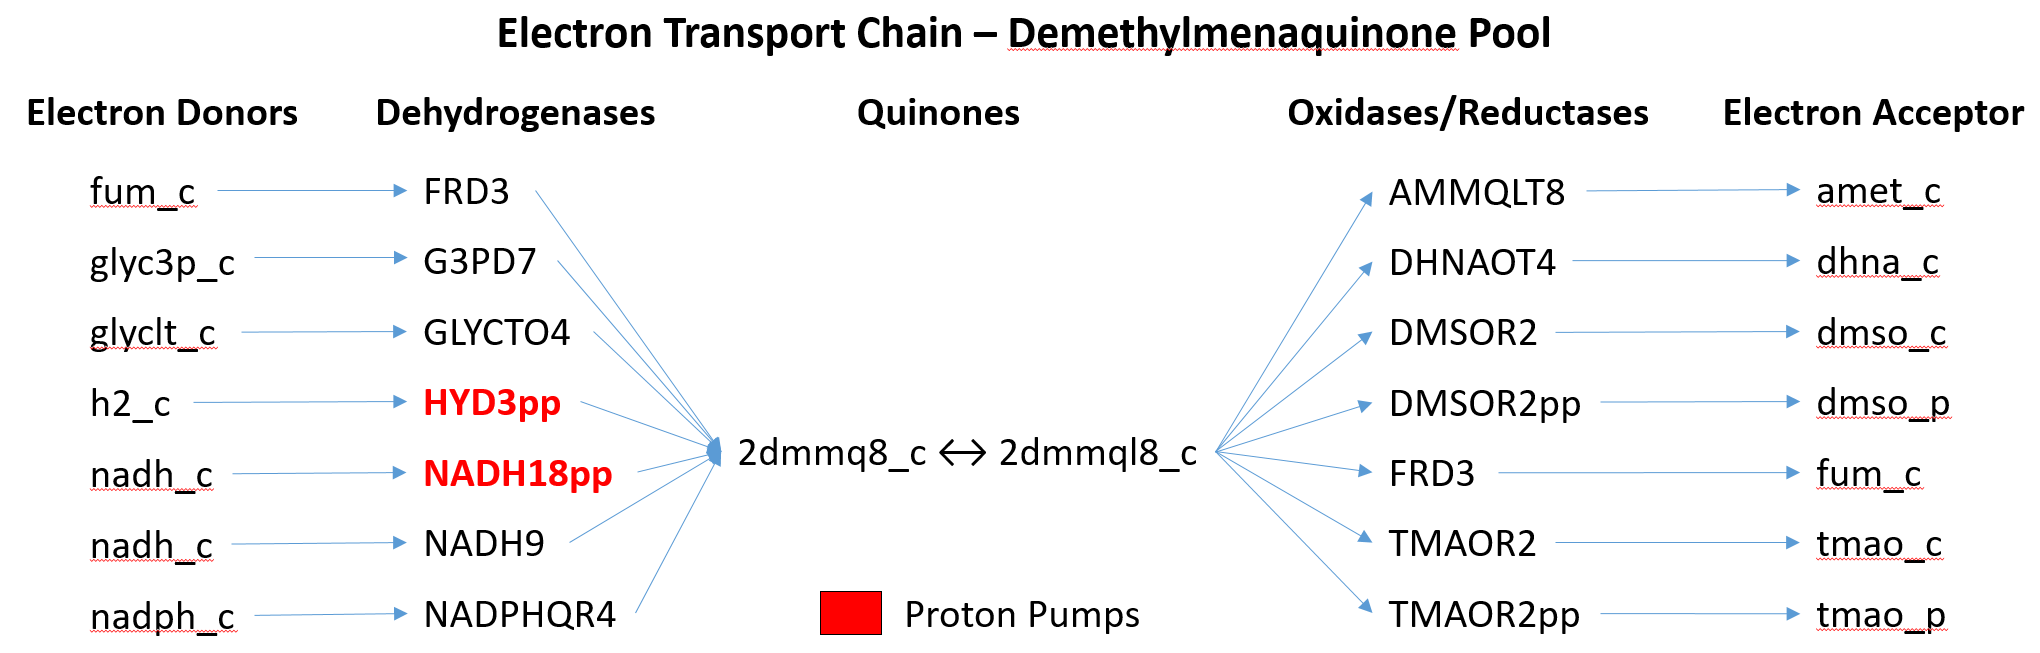 Electron Transport Chain – Demethylmenaquinone Pool
Electron Donors Dehydrogenases Quinones Oxidases/Reductases Electron Acceptor
fum_c FRD3 AMMQLT8 amet_c
glyc3p_c G3PD7 DHNAOT4 dhna_c
glyclt_c GLYCTO4 DMSOR2 dmso_c
h2_c HYD3pp DMSOR2pp dmso_p
2dmmq8_c ↔ 2dmmql8_c
nadh_c NADH18pp FRD3 fum_c
nadh_c NADH9 TMAOR2 tmao_c
nadph_c NADPHQR4 Proton Pumps TMAOR2pp tmao_p